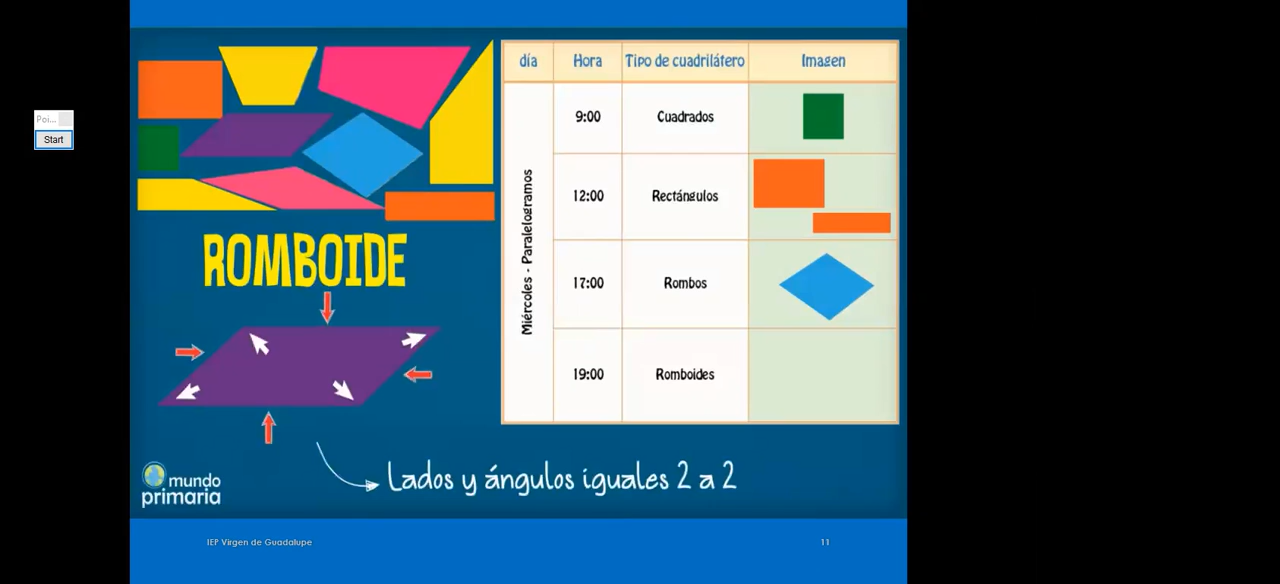 Poi...
Start
día Hora Tipo de cuadrilátero Imagen
Miércoles - Paralelogramos
9:00 Cuadrados
12:00 Rectángulos
17:00 Rombos
19:00 Romboides
ROMBOIDE
Lados y ángulos iguales 2 a 2
mundo
primaria
IEP Virgen de Guadalupe
11